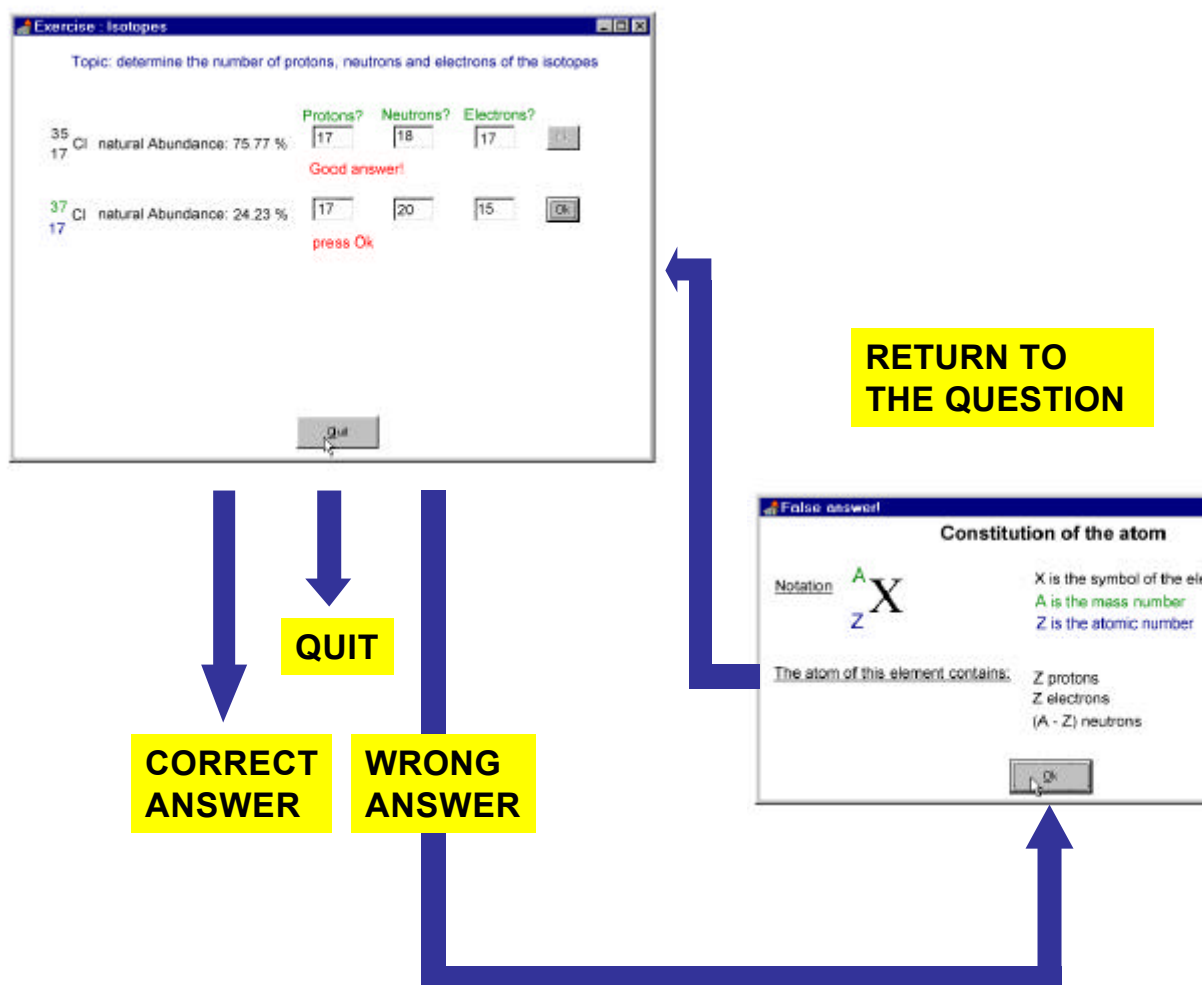 Exercise : Isotopes
Topic: determine the number of protons, neutrons and electrons of the isotopes
Protons? Neutrons? Electrons?
35
17 Cl natural Abundance: 75.77 % 17 18 17
Good answer!
37
17 Cl natural Abundance: 24.23 % 17 20 15 Ok
press Ok
Quit
RETURN TO
THE QUESTION
False answer!
Constitution of the atom
Notation A X Z
X is the symbol of the ele
A is the mass number
Z is the atomic number
The atom of this element contains:
Z protons
Z electrons
(A - Z) neutrons
Ok
QUIT
CORRECT
ANSWER
WRONG
ANSWER